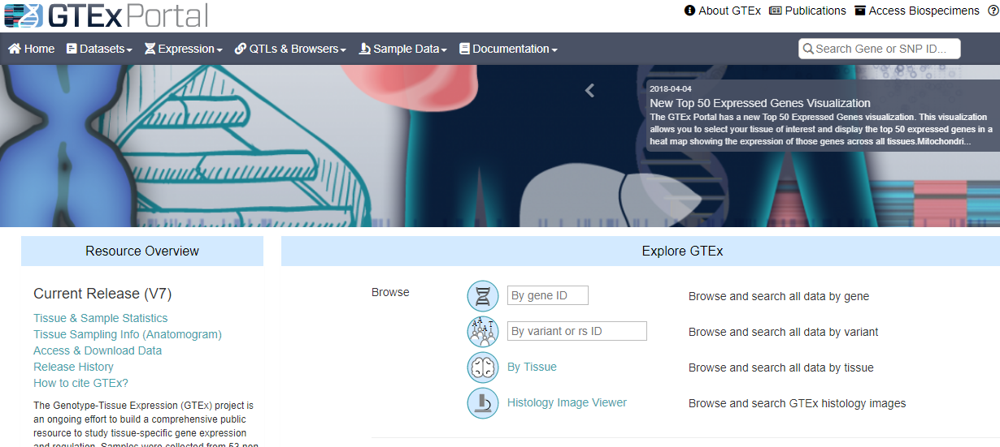 GTExPortal
About GTEx Publications Access Biospecimens
Home Datasets Expression QTLs & Browsers Sample Data Documentation Search Gene or SNP ID...
2018-04-04
New Top 50 Expressed Genes Visualization
The GTEx Portal has a new Top 50 Expressed Genes visualization. This visualization
allows you to select your tissue of interest and display the top 50 expressed genes in a
heat map showing the expression of those genes across all tissues.Mitochondri...
Resource Overview
Current Release (V7)
Tissue & Sample Statistics
Tissue Sampling Info (Anatomogram)
Access & Download Data
Release History
How to cite GTEx?
The Genotype-Tissue Expression (GTEx) project is
an ongoing effort to build a comprehensive public
resource to study tissue-specific gene expression
and regulation. Samples were collected from 53 non
Explore GTEx
Browse
By gene ID Browse and search all data by gene
A A A T
By variant or rs ID Browse and search all data by variant
By Tissue Browse and search all data by tissue
Histology Image Viewer Browse and search GTEx histology images